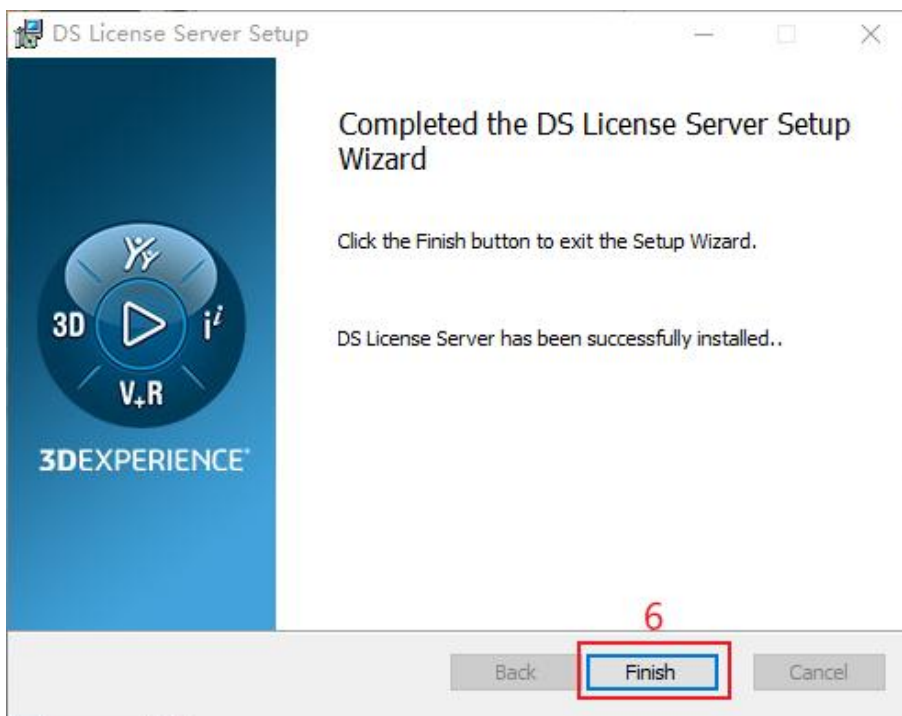 DS License Server Setup
Completed the DS License Server Setup
Wizard
Click the Finish button to exit the Setup Wizard.
DS License Server has been successfully installed..
3D
i i
V+R
3DEXPERIENCE
6
Back
Finish
Cancel